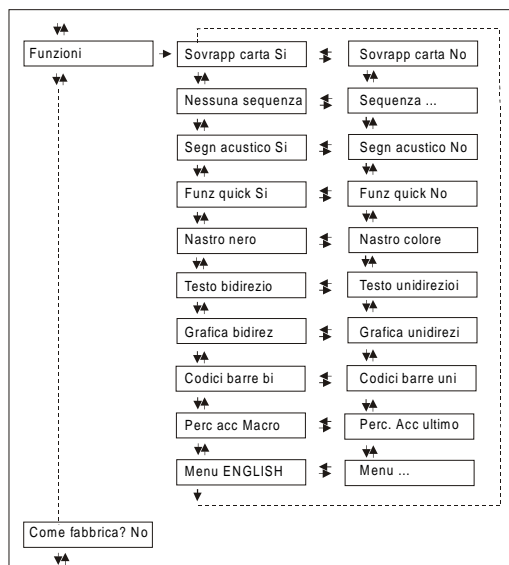 Funzioni
Sovrapp carta Si
Sovrapp carta No
Nessuna sequenza
Sequenza ...
Segn acustico Si
Segn acustico No
Funz quick Si
Funz quick No
Nastro nero
Nastro colore
Testo bidirezio
Testo unidirezioi
Grafica bidirez
Grafica unidirezi
Codici barre bi
Codici barre uni
Perc acc Macro
Perc. Acc ultimo
Menu ENGLISH
Menu ...
Come fabbrica? No